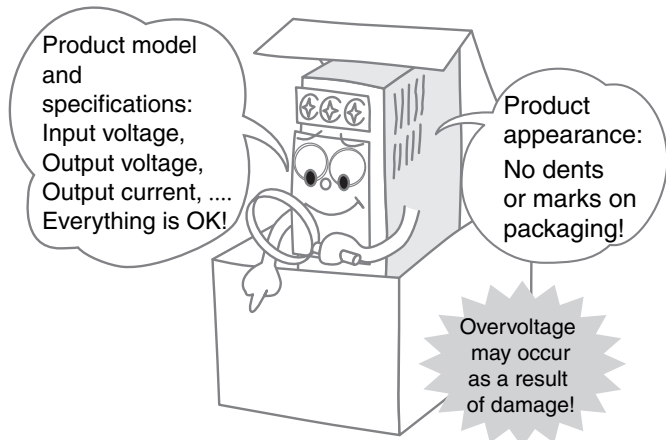 Product model
and
specifications:
Input voltage,
Output voltage,
Output current, ....
Everything is OK!
Product
appearance:
No dents
or marks on
packaging!
Overvoltage
may occur
as a result
of damage!